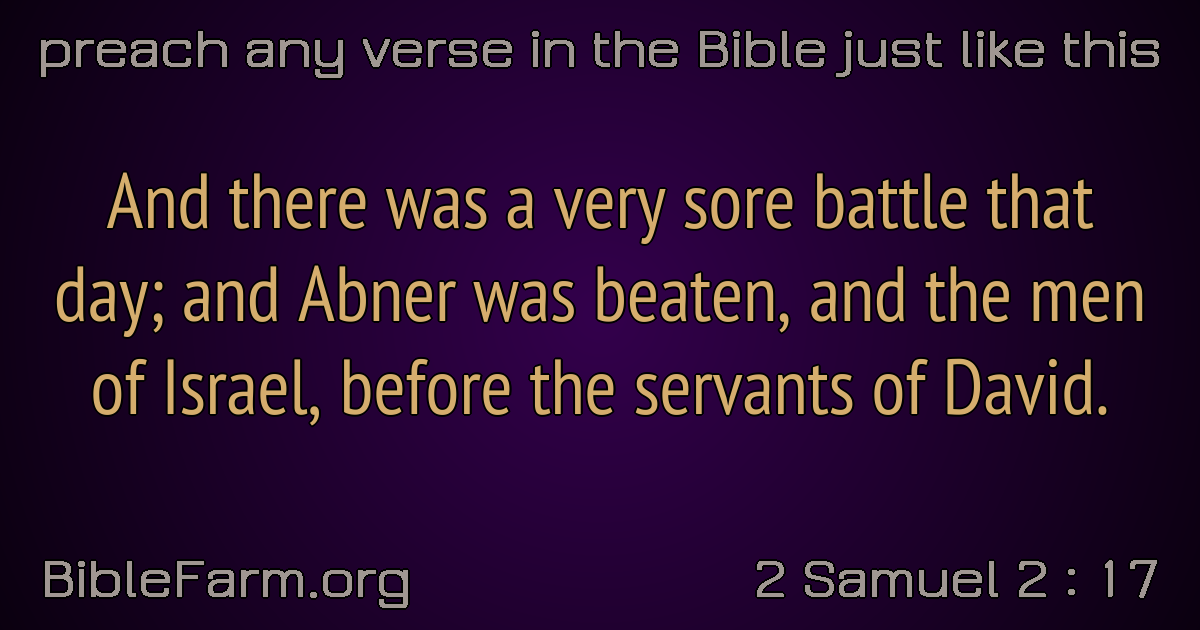 preach any verse in the Bible just like this
And there was a very sore battle that
day; and Abner was beaten, and the men
of Israel, before the servants of David.
BibleFarm.org
2 Samuel 2 : 17